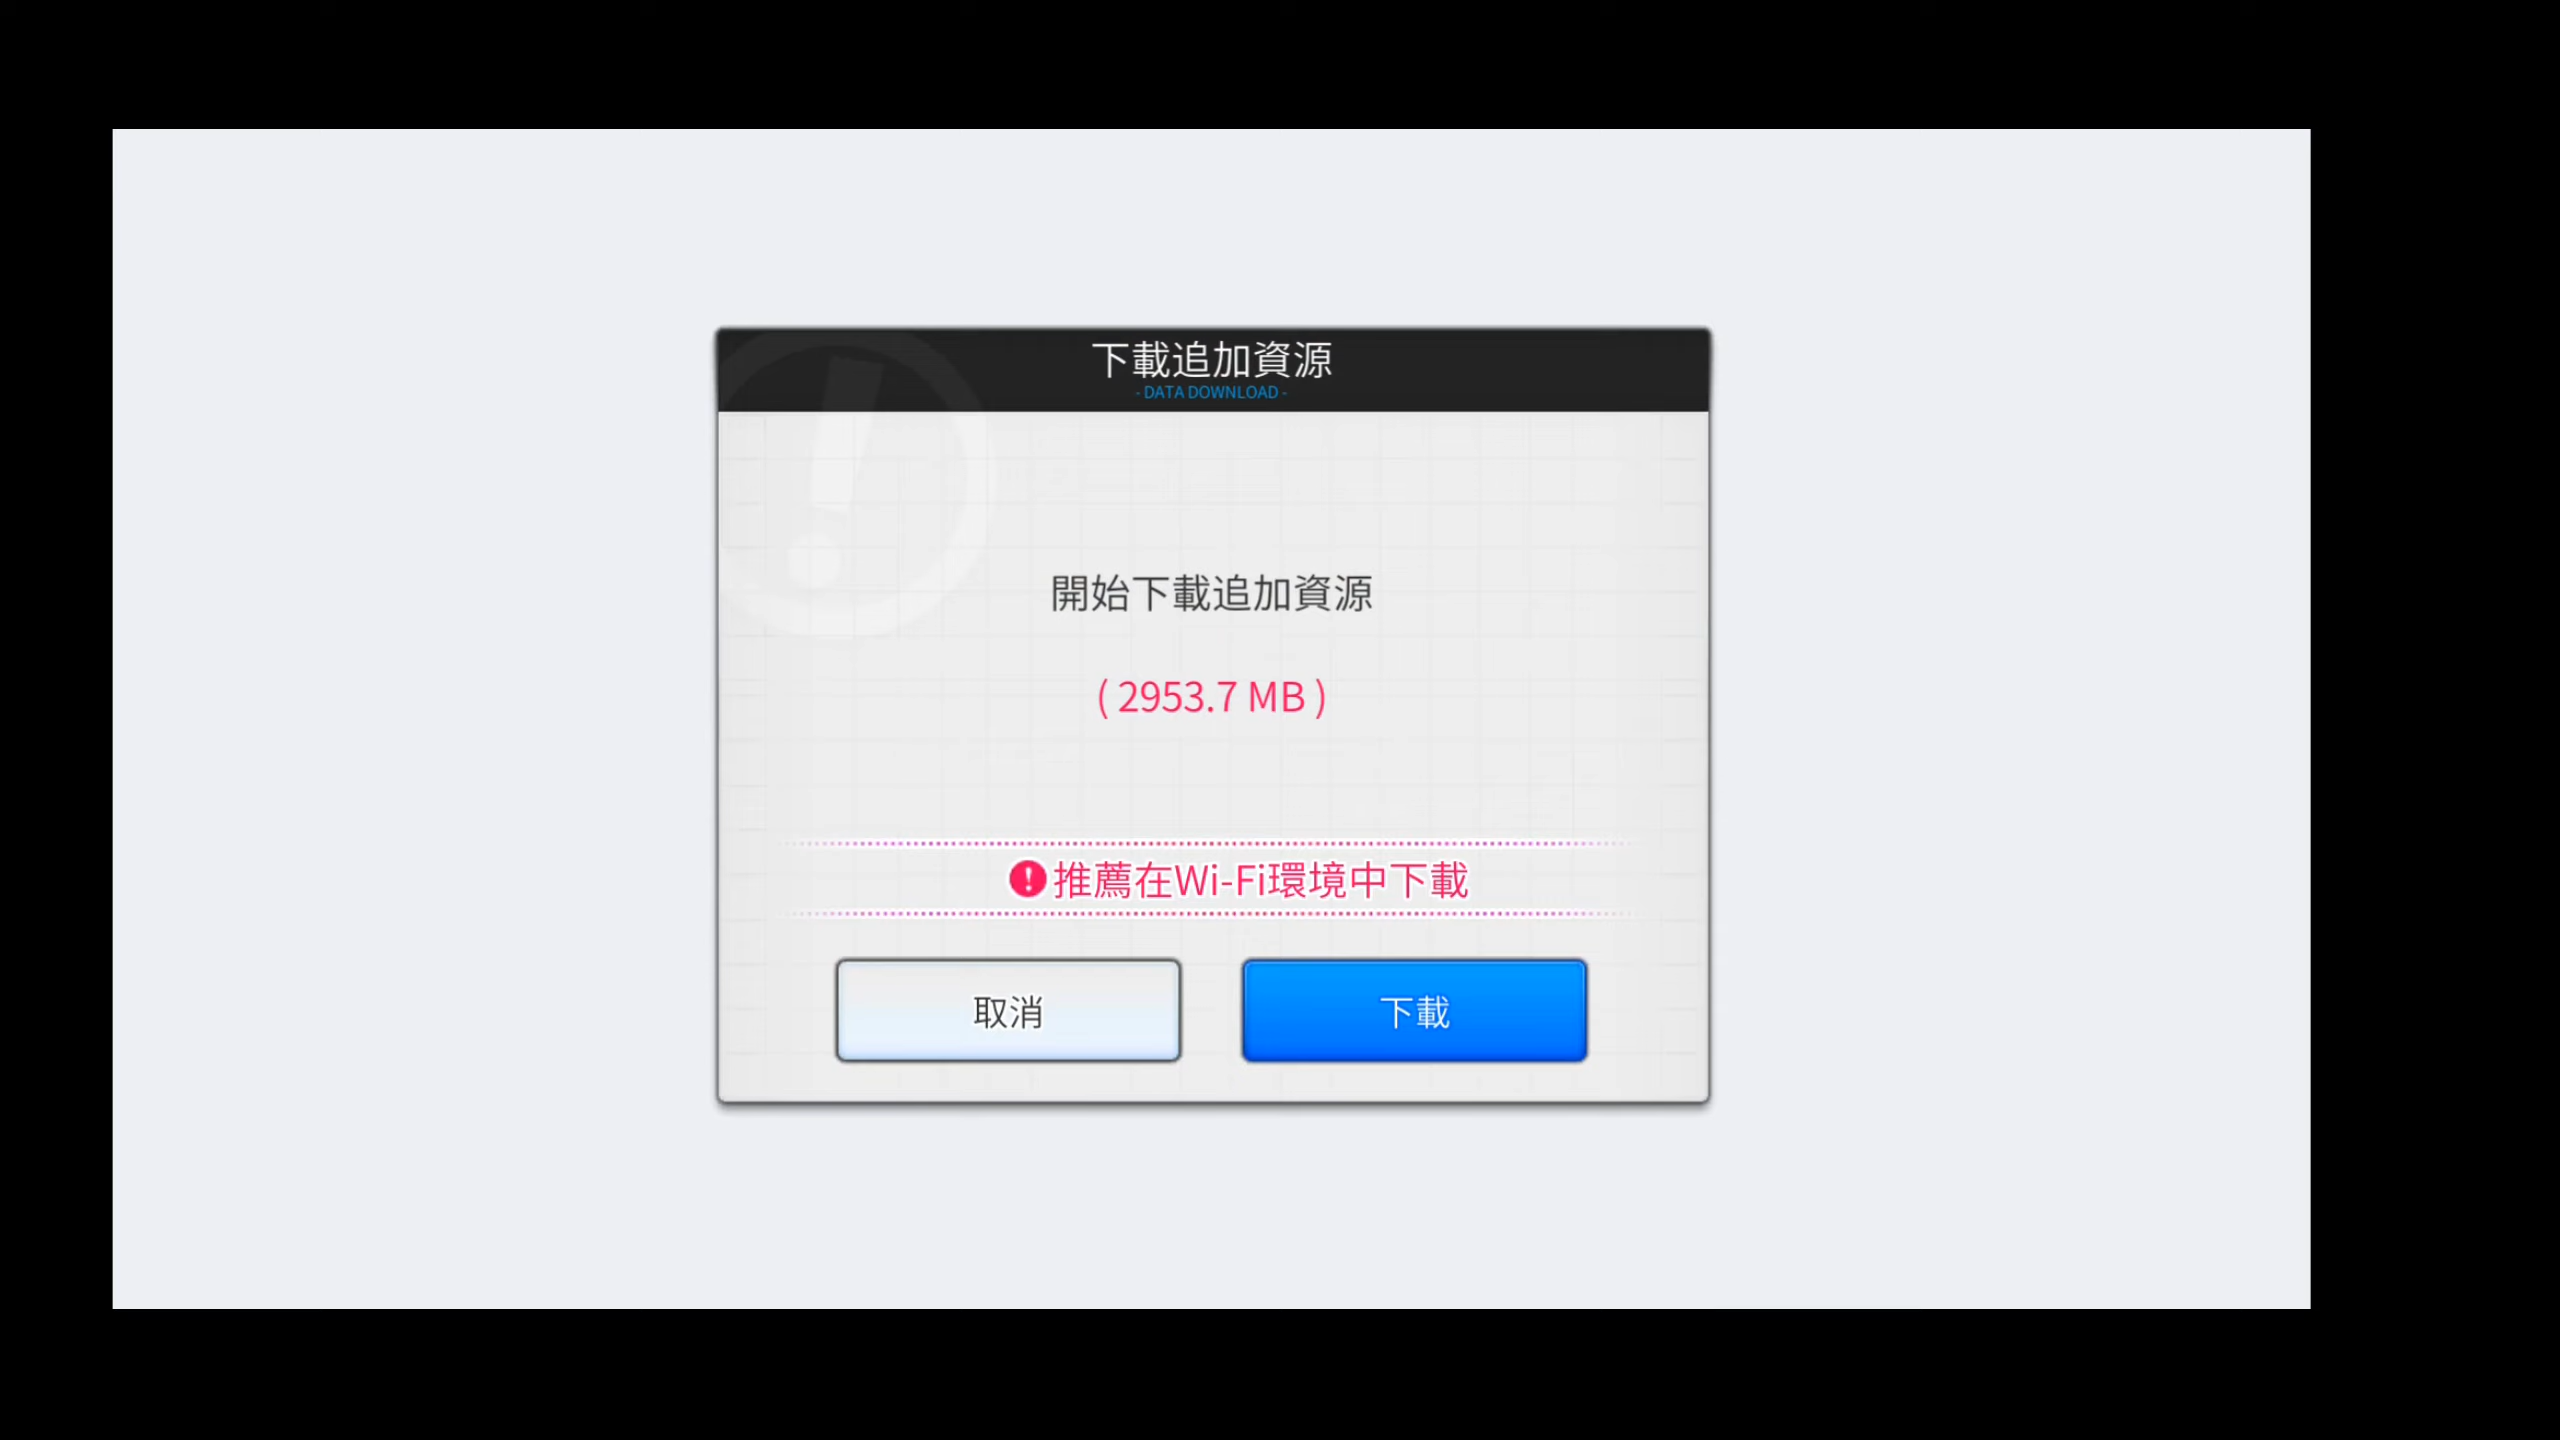 下載追加資源
- DATA DOWNLOAD -
開始下載追加資源
( 2953.7 MB )
推薦在Wi-Fi環境中下載
取消
下載